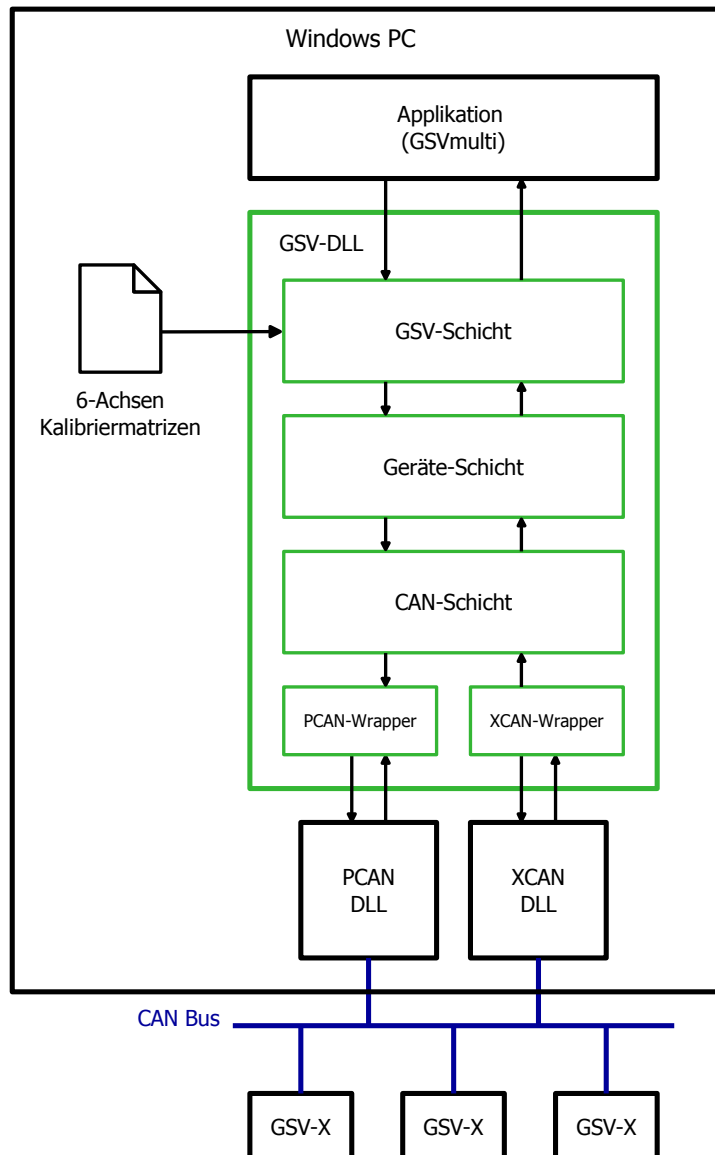 Windows PC
Applikation
(GSVmulti)
GSV-DLL
GSV-Schicht
6-Achsen
Kalibriermatrizen
Geräte-Schicht
CAN-Schicht
PCAN-Wrapper
XCAN-Wrapper
PCAN
DLL
XCAN
DLL
CAN Bus
GSV-X
GSV-X
GSV-X